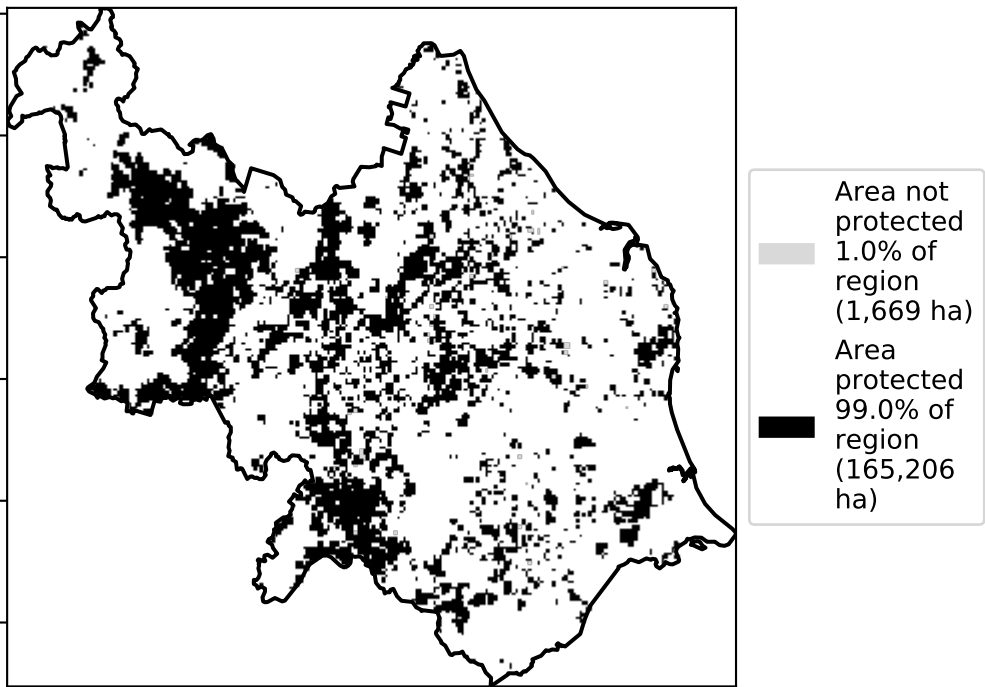 Area not
protected
1.0% of
region
(1,669 ha)
Area
protected
99.0% of
region
(165,206
ha)